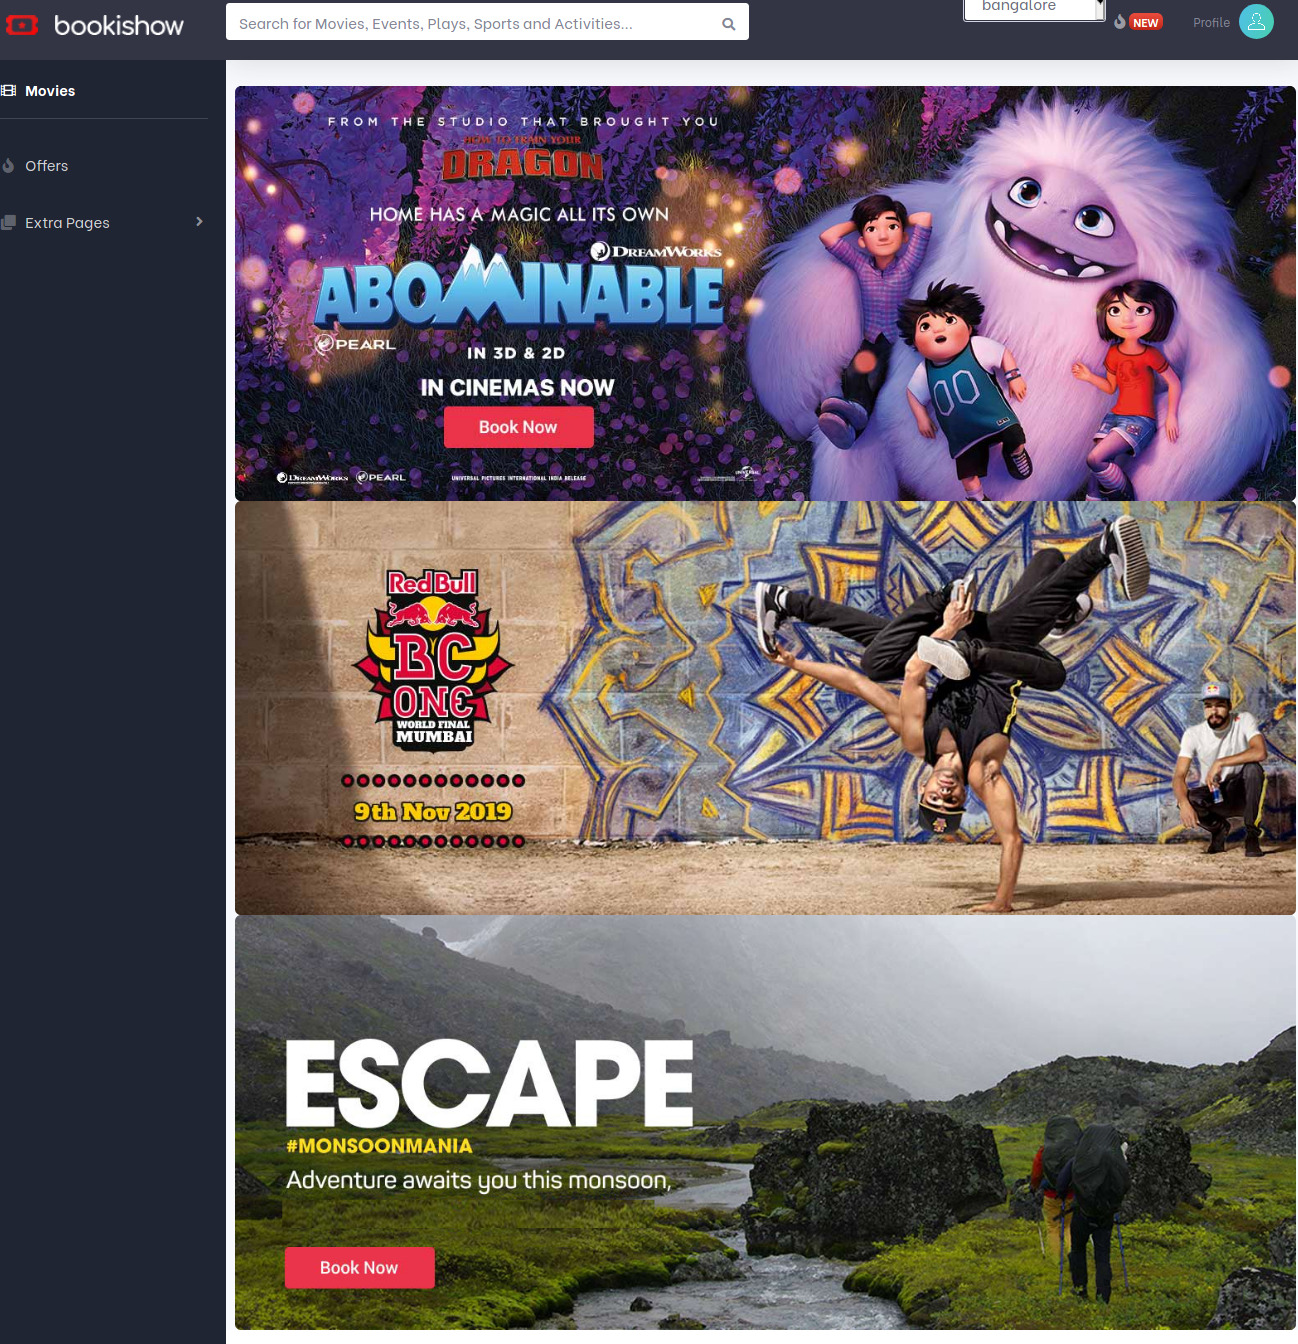 bookishow
Search for Movies, Events, Plays, Sports and Activities...
bangalore
NEW
Profile
Movies
Offers
Extra Pages
FROM THE STUDIO THAT BROUGHT YOU
HOW TO TRAIN YOUR
DRAGON
HOME HAS A MAGIC ALL ITS OWN
DREAMWORKS
ABOMINABLE
PEARL
IN 3D & 2D
IN CINEMAS NOW
Book Now
DREAMWORKS PEARL UNIVERSAL PICTURES INTERNATIONAL INDIA RELEASE UNIVERSAL
00
Red Bull
BC
ONE
WORLD FINAL
MUMBAI
9th Nov 2019
ESCAPE
#MONSOONMANIA
Adventure awaits you this monsoon,
Book Now